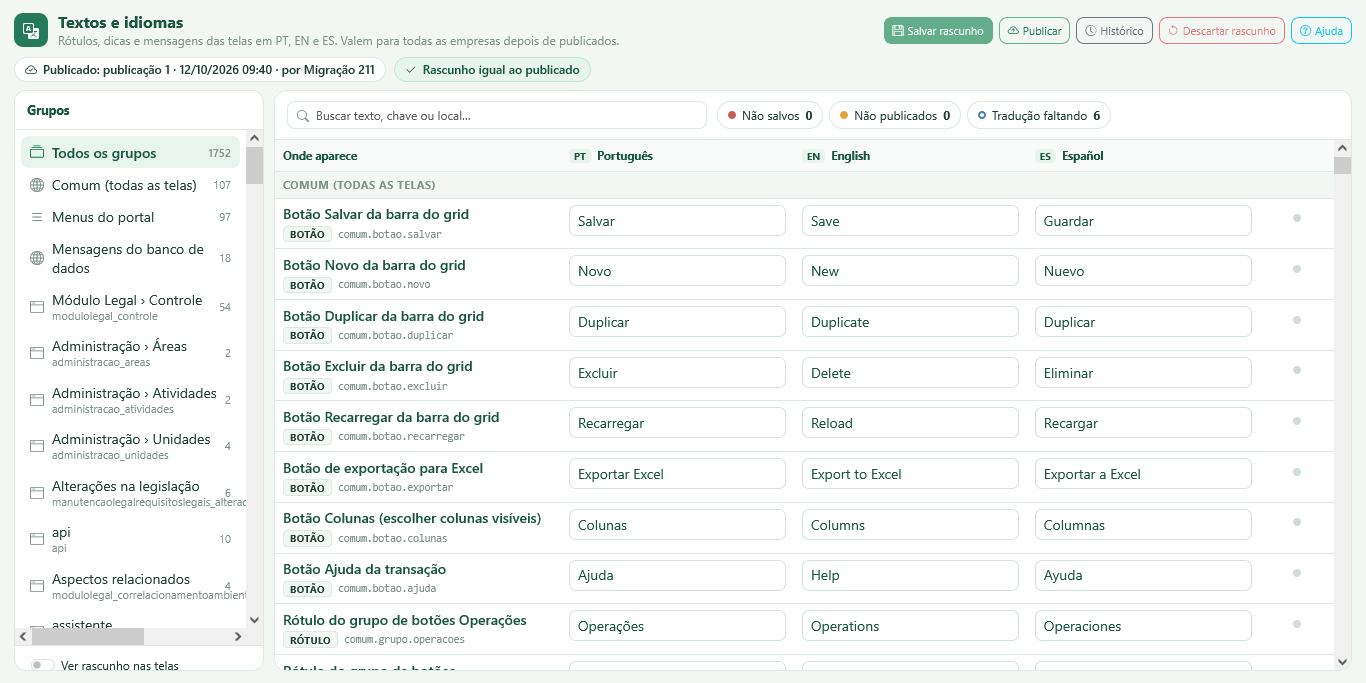 Textos e idiomas
Rótulos, dicas e mensagens das telas em PT, EN e ES. Valem para todas as empresas depois de publicados.
Salvar rascunho
Publicar
Histórico
Descartar rascunho
Ajuda
Publicado: publicação 1 · 12/10/2026 09:40 · por Migração 211
Rascunho igual ao publicado
Grupos
Todos os grupos 1752
Comum (todas as telas) 107
Menus do portal 97
Mensagens do banco de
dados 18
Módulo Legal › Controle 54
modulolegal_controle
Administração › Áreas 2
administracao_areas
Administração › Atividades 2
administracao_atividades
Administração › Unidades 4
administracao_unidades
Alterações na legislação 6
manutencaolegalrequisitoslegais_alterac
api 10
api
Aspectos relacionados 4
modulolegal_correlacionamentoambient
assistente
Ver rascunho nas telas
Buscar texto, chave ou local...
Não salvos 0
Não publicados 0
Tradução faltando 6
Onde aparece PT Português EN English ES Español
COMUM (TODAS AS TELAS)
Botão Salvar da barra do grid
BOTÃO comum.botao.salvar
Salvar Save Guardar
Botão Novo da barra do grid
BOTÃO comum.botao.novo
Novo New Nuevo
Botão Duplicar da barra do grid
BOTÃO comum.botao.duplicar
Duplicar Duplicate Duplicar
Botão Excluir da barra do grid
BOTÃO comum.botao.excluir
Excluir Delete Eliminar
Botão Recarregar da barra do grid
BOTÃO comum.botao.recarregar
Recarregar Reload Recargar
Botão de exportação para Excel
BOTÃO comum.botao.exportar
Exportar Excel Export to Excel Exportar a Excel
Botão Colunas (escolher colunas visíveis)
BOTÃO comum.botao.colunas
Colunas Columns Columnas
Botão Ajuda da transação
BOTÃO comum.botao.ajuda
Ajuda Help Ayuda
Rótulo do grupo de botões Operações
RÓTULO comum.grupo.operacoes
Operações Operations Operaciones
Rótulo do grupo de botões